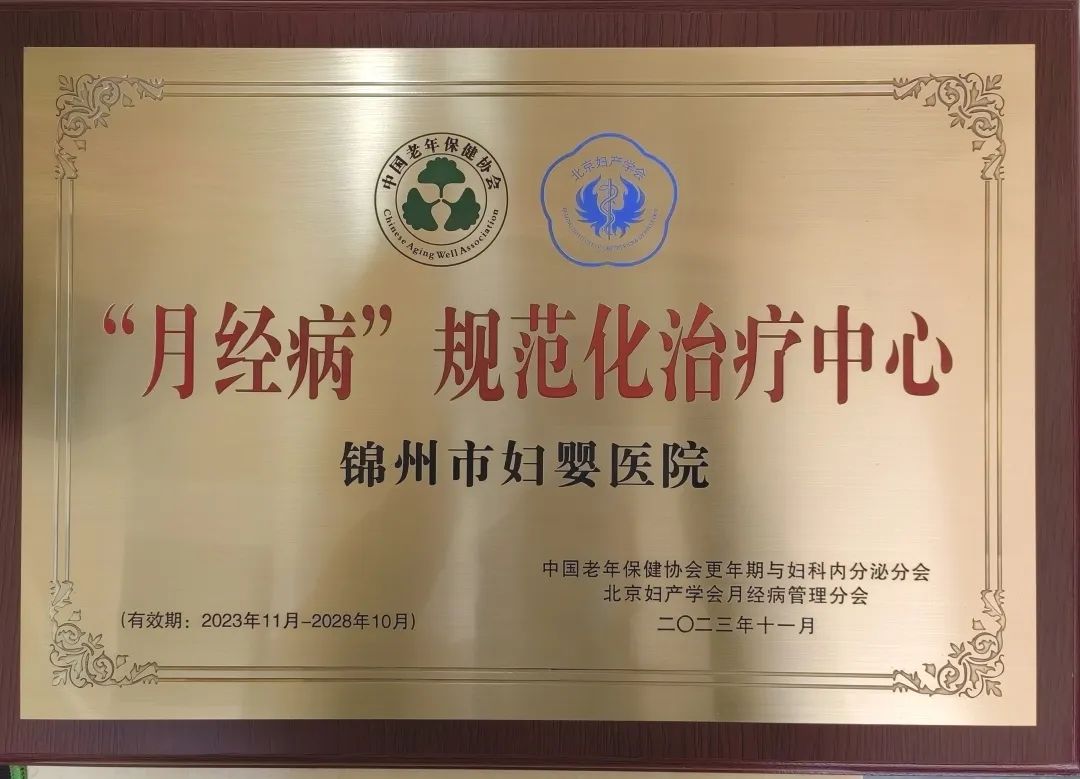 中国老年保健协会
Chinese Aging Well Association
北京妇产学会
“月经病”规范化治疗中心
锦州市妇婴医院
中国老年保健协会更年期与妇科内分泌分会
北京妇产学会月经病管理分会
(有效期：2023年11月-2028年10月)
二〇二三年十一月